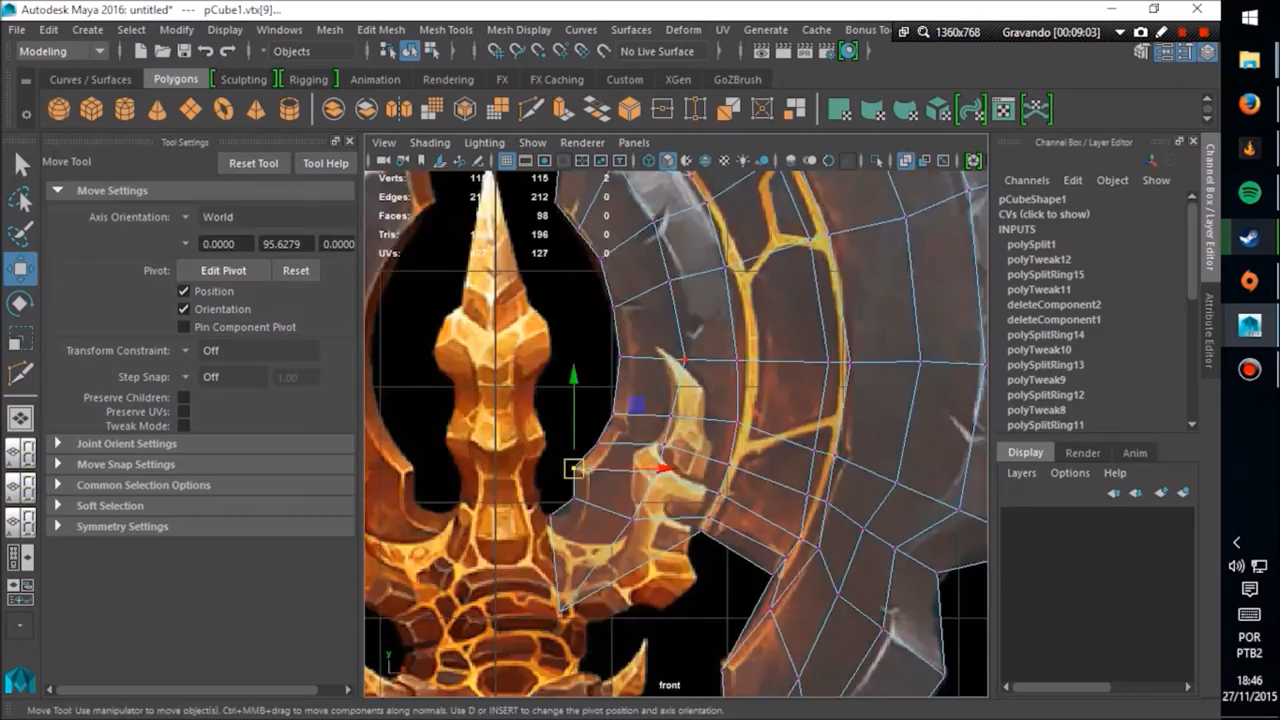 Autodesk Maya 2016: untitled* --- pCube1.vtx[9]...
File Edit Create Select Modify Display Windows Mesh Edit Mesh Mesh Tools Mesh Display Curves Surfaces Deform UV Generate Cache Bonus To
1360x768 Gravando [00:09:03]
Modeling Objects No Live Surface
Curves / Surfaces Polygons Sculpting Rigging Animation Rendering FX FX Caching Custom XGen GoZBrush
Tool Settings
Move Tool Reset Tool Tool Help
Move Settings
Axis Orientation: World
0.0000 95.6279 0.0000
Pivot: Edit Pivot Reset
Position
Orientation
Pin Component Pivot
Transform Constraint: Off
Step Snap: Off 1.00
Preserve Children:
Preserve UVs:
Tweak Mode:
Joint Orient Settings
Move Snap Settings
Common Selection Options
Soft Selection
Symmetry Settings
View Shading Lighting Show Renderer Panels
Verts: 115 2
Edges: 212 0
Faces: 98 0
Tris: 196 0
UVs: 127 0
y
front
Channel Box / Layer Editor
Channels Edit Object Show
pCubeShape1
CVs (click to show)
INPUTS
polySplit1
polyTweak12
polySplitRing15
polyTweak11
deleteComponent2
deleteComponent1
polySplitRing14
polyTweak10
polySplitRing13
polyTweak9
polySplitRing12
polyTweak8
polySplitRing11
Display Render Anim
Layers Options Help
Channel Box / Layer Editor
Attribute Editor
POR
PTB2
18:46
27/11/2015
Move Tool: Use manipulator to move object(s). Ctrl+MMB+drag to move components along normals. Use D or INSERT to change the pivot position and axis orientation.